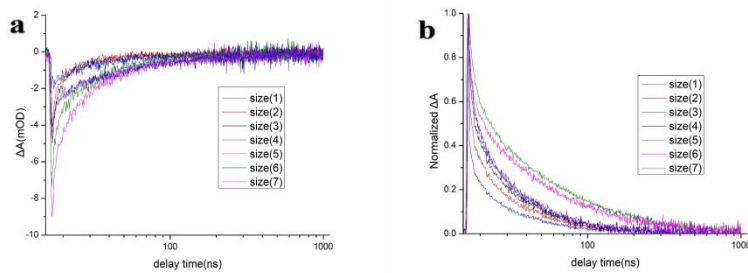 a
ΔA(mOD)
2
0
-2
-4
-6
-8
-10
size(1)
size(2)
size(3)
size(4)
size(5)
size(6)
size(7)
100
1000
delay time(ns)
b
Normalized ΔA
1.0
0.8
0.6
0.4
0.2
0.0
size(1)
size(2)
size(3)
size(4)
size(5)
size(6)
size(7)
100
1000
delay time(ns)